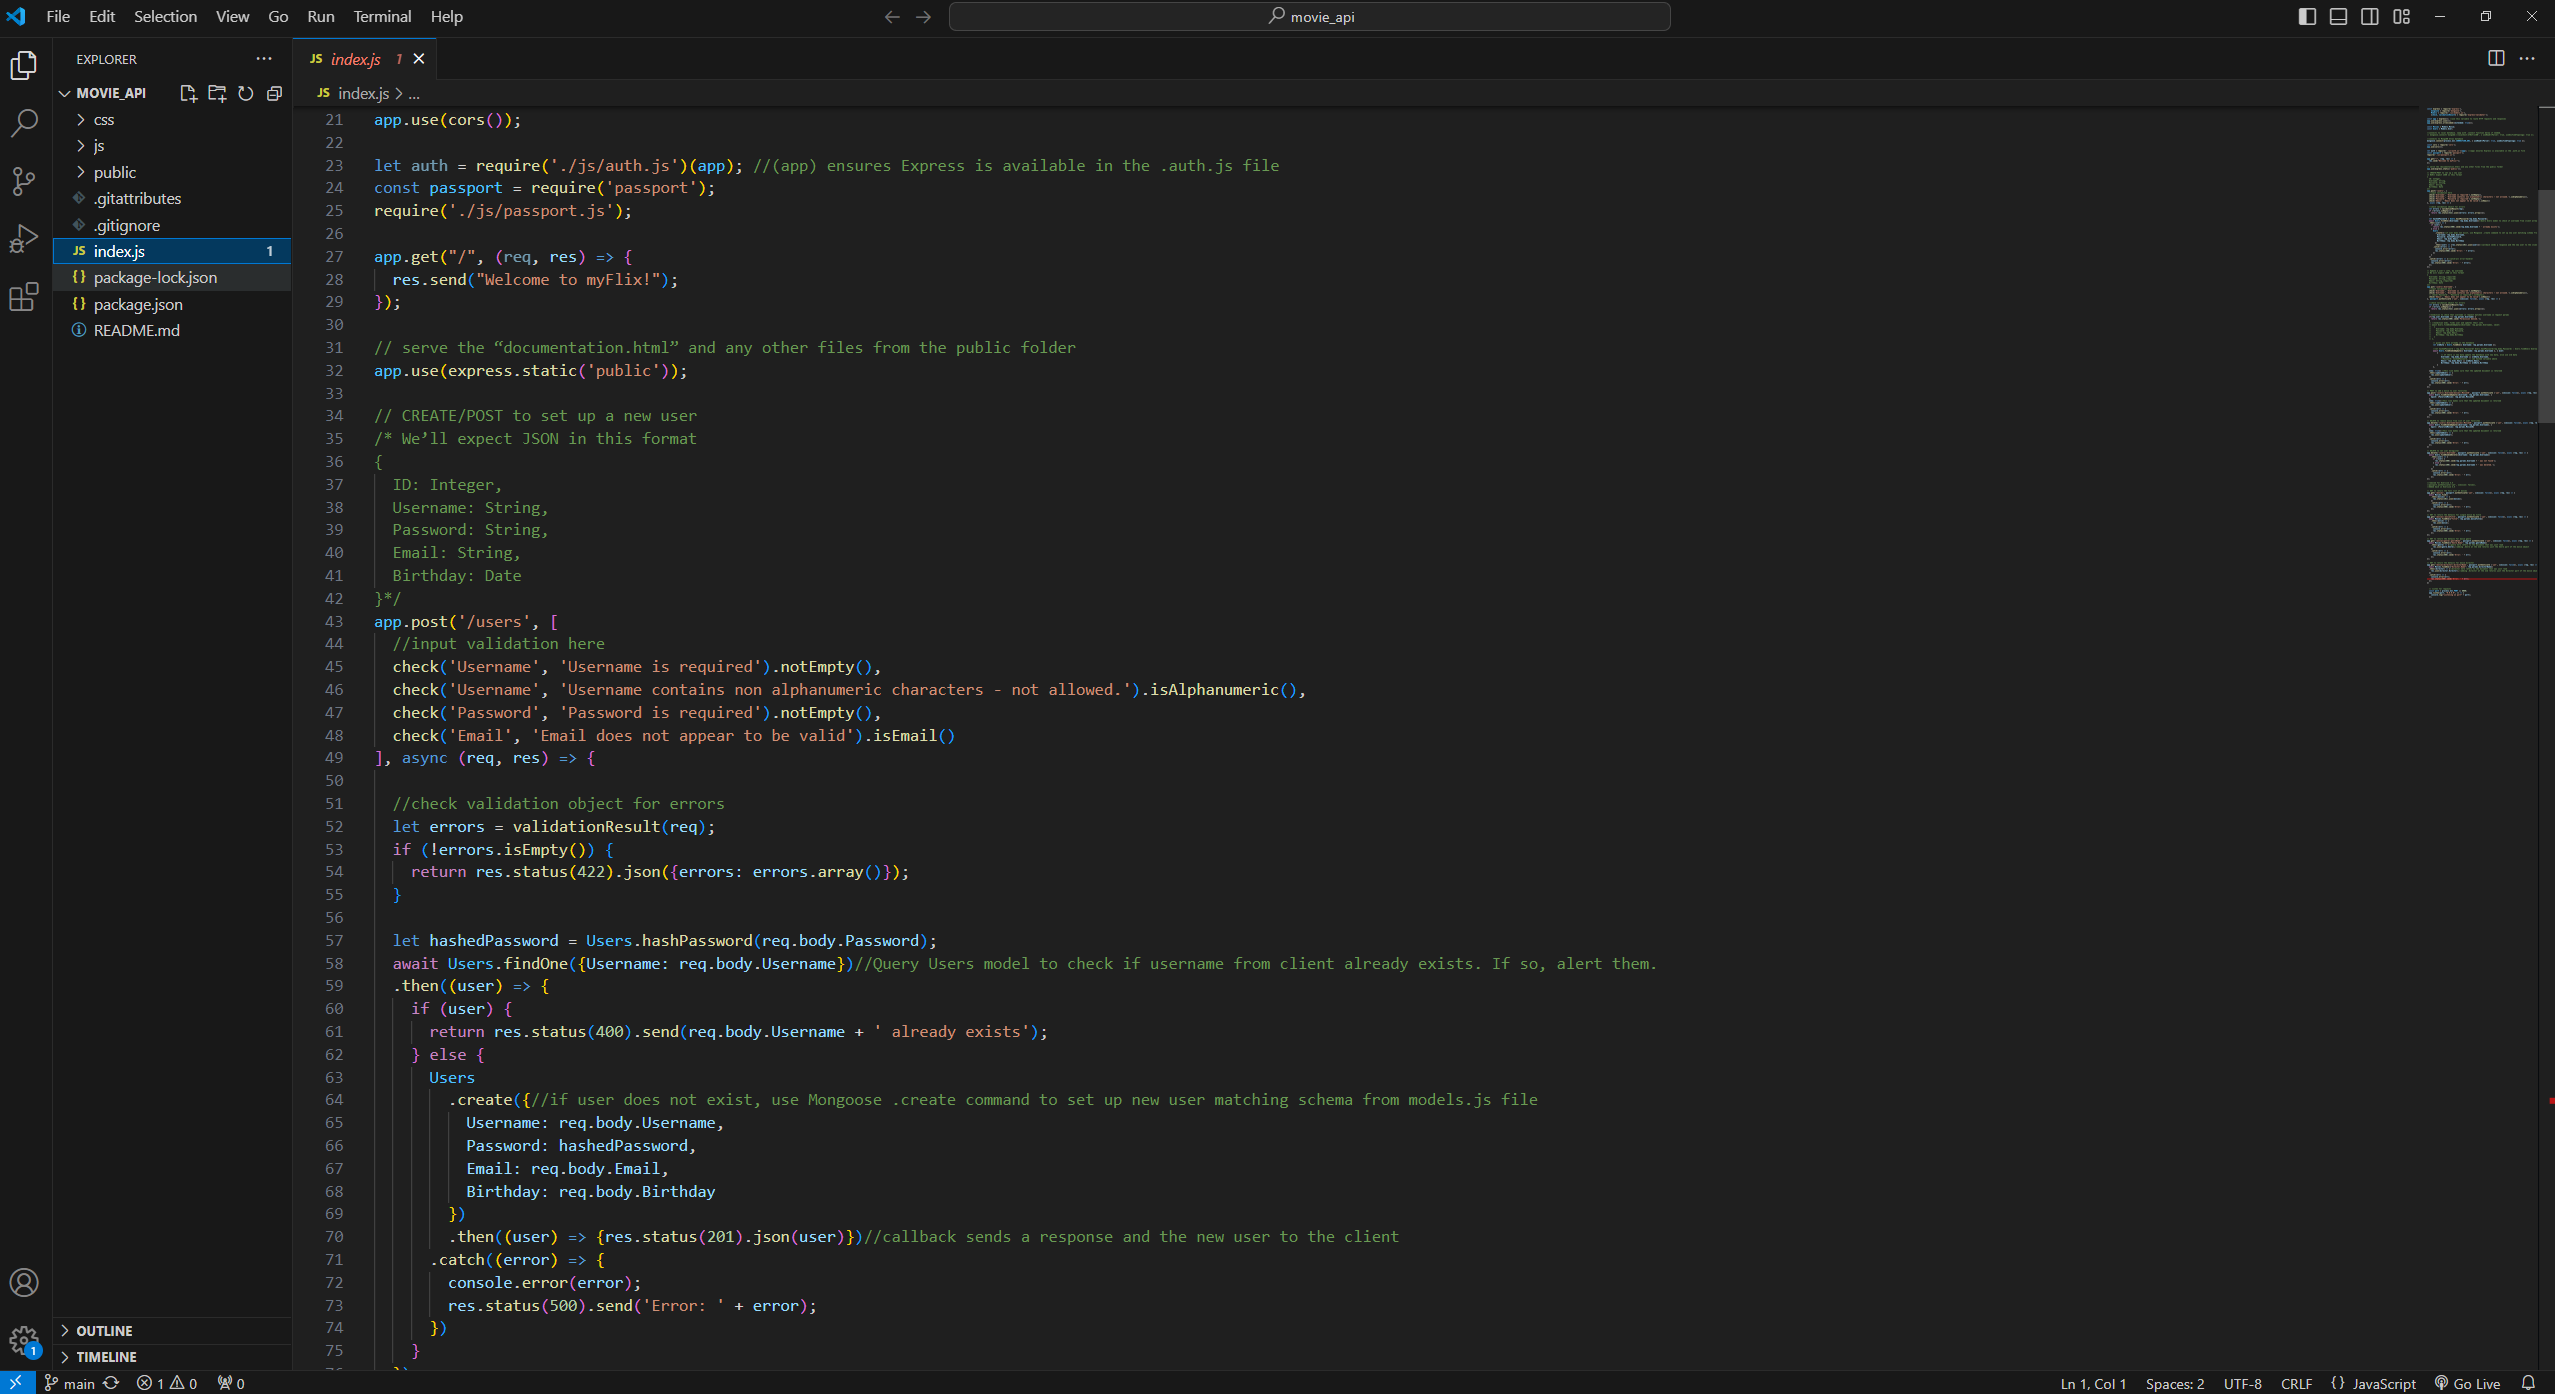 File Edit Selection View Go Run Terminal Help
movie_api
EXPLORER
MOVIE_API
css
js
public
.gitattributes
.gitignore
JS index.js 1
{} package-lock.json
{} package.json
README.md
OUTLINE
TIMELINE
JS index.js 1
JS index.js > ...
21 app.use(cors());
22
23 let auth = require('./js/auth.js')(app); //(app) ensures Express is available in the .auth.js file
24 const passport = require('passport');
25 require('./js/passport.js');
26
27 app.get("/", (req, res) => {
28 res.send("Welcome to myFlix!");
29 });
30
31 // serve the “documentation.html” and any other files from the public folder
32 app.use(express.static('public'));
33
34 // CREATE/POST to set up a new user
35 /* We’ll expect JSON in this format
36 {
37 ID: Integer,
38 Username: String,
39 Password: String,
40 Email: String,
41 Birthday: Date
42 }*/
43 app.post('/users', [
44 //input validation here
45 check('Username', 'Username is required').notEmpty(),
46 check('Username', 'Username contains non alphanumeric characters - not allowed.').isAlphanumeric(),
47 check('Password', 'Password is required').notEmpty(),
48 check('Email', 'Email does not appear to be valid').isEmail()
49 ], async (req, res) => {
50
51 //check validation object for errors
52 let errors = validationResult(req);
53 if (!errors.isEmpty()) {
54 return res.status(422).json({errors: errors.array()});
55 }
56
57 let hashedPassword = Users.hashPassword(req.body.Password);
58 await Users.findOne({Username: req.body.Username})//Query Users model to check if username from client already exists. If so, alert them.
59 .then((user) => {
60 if (user) {
61 return res.status(400).send(req.body.Username + ' already exists');
62 } else {
63 Users
64 .create({//if user does not exist, use Mongoose .create command to set up new user matching schema from models.js file
65 Username: req.body.Username,
66 Password: hashedPassword,
67 Email: req.body.Email,
68 Birthday: req.body.Birthday
69 })
70 .then((user) => {res.status(201).json(user)})//callback sends a response and the new user to the client
71 .catch((error) => {
72 console.error(error);
73 res.status(500).send('Error: ' + error);
74 })
75 }
1
main 1 0 0
Ln 1, Col 1 Spaces: 2 UTF-8 CRLF {} JavaScript Go Live